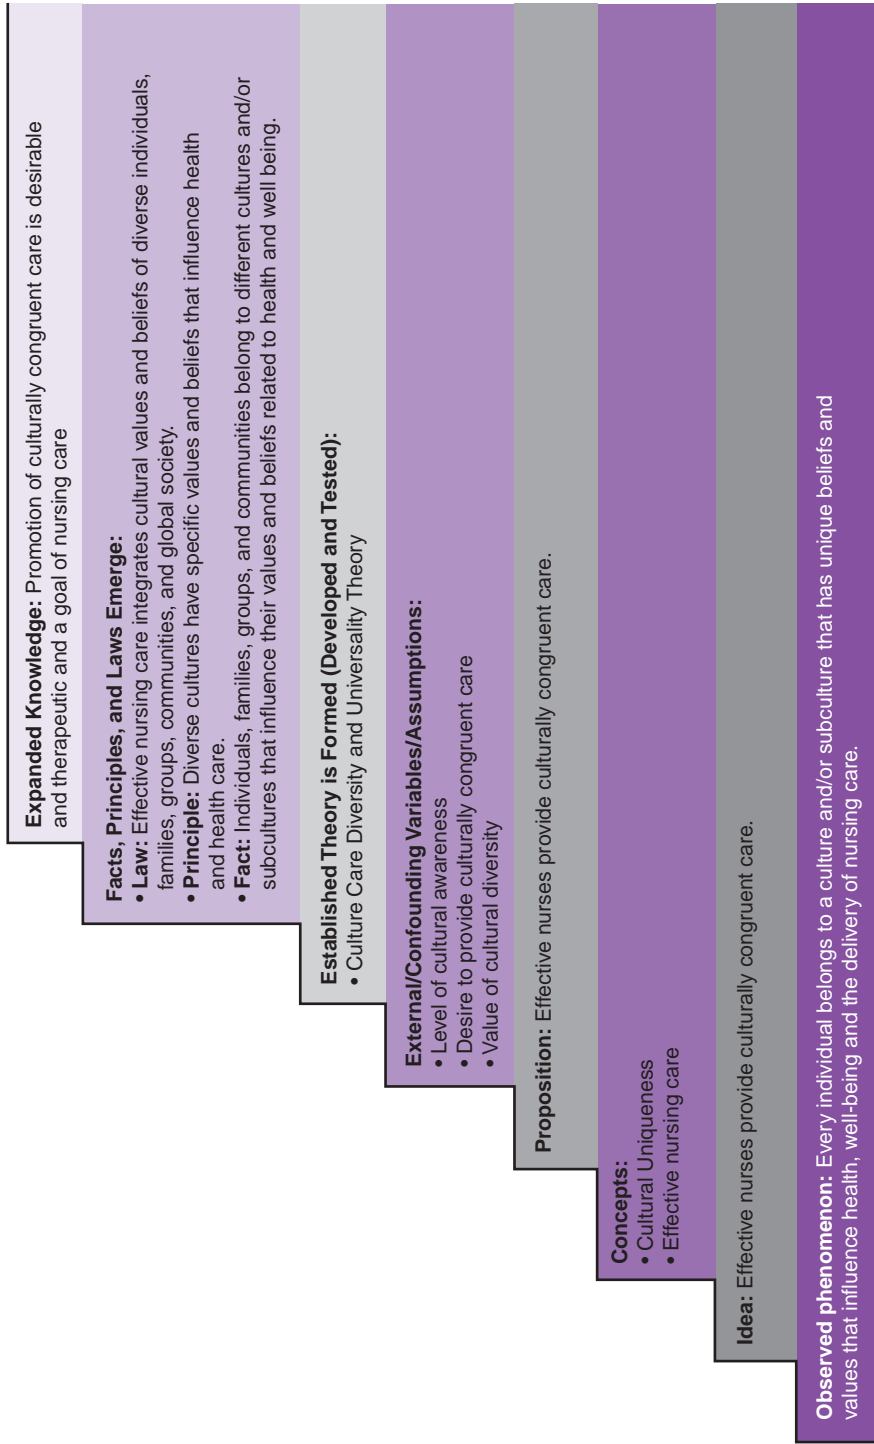 Expanded Knowledge: Promotion of culturally congruent care is desirable
and therapeutic and a goal of nursing care
Facts, Principles, and Laws Emerge:
• Law: Effective nursing care integrates cultural values and beliefs of diverse individuals,
families, groups, communities, and global society.
• Principle: Diverse cultures have specific values and beliefs that influence health
and health care.
• Fact: Individuals, families, groups, and communities belong to different cultures and/or
subcultures that influence their values and beliefs related to health and well being.
Established Theory is Formed (Developed and Tested):
• Culture Care Diversity and Universality Theory
External/Confounding Variables/Assumptions:
• Level of cultural awareness
• Desire to provide culturally congruent care
• Value of cultural diversity
Proposition: Effective nurses provide culturally congruent care.
Concepts:
• Cultural Uniqueness
• Effective nursing care
Idea: Effective nurses provide culturally congruent care.
Observed phenomenon: Every individual belongs to a culture and/or subculture that has unique beliefs and
values that influence health, well-being and the delivery of nursing care.